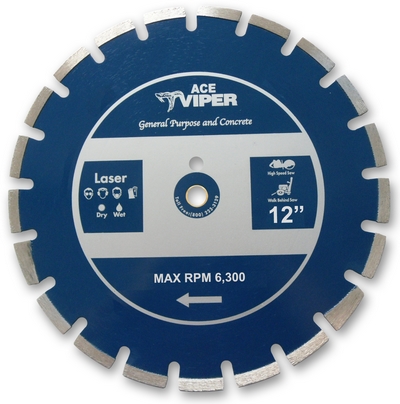 ACE
VIPER
General Purpose and Concrete
Laser
Dry Wet
High Speed Saw
Walk Behind Saw
12”
MAX RPM 6,300